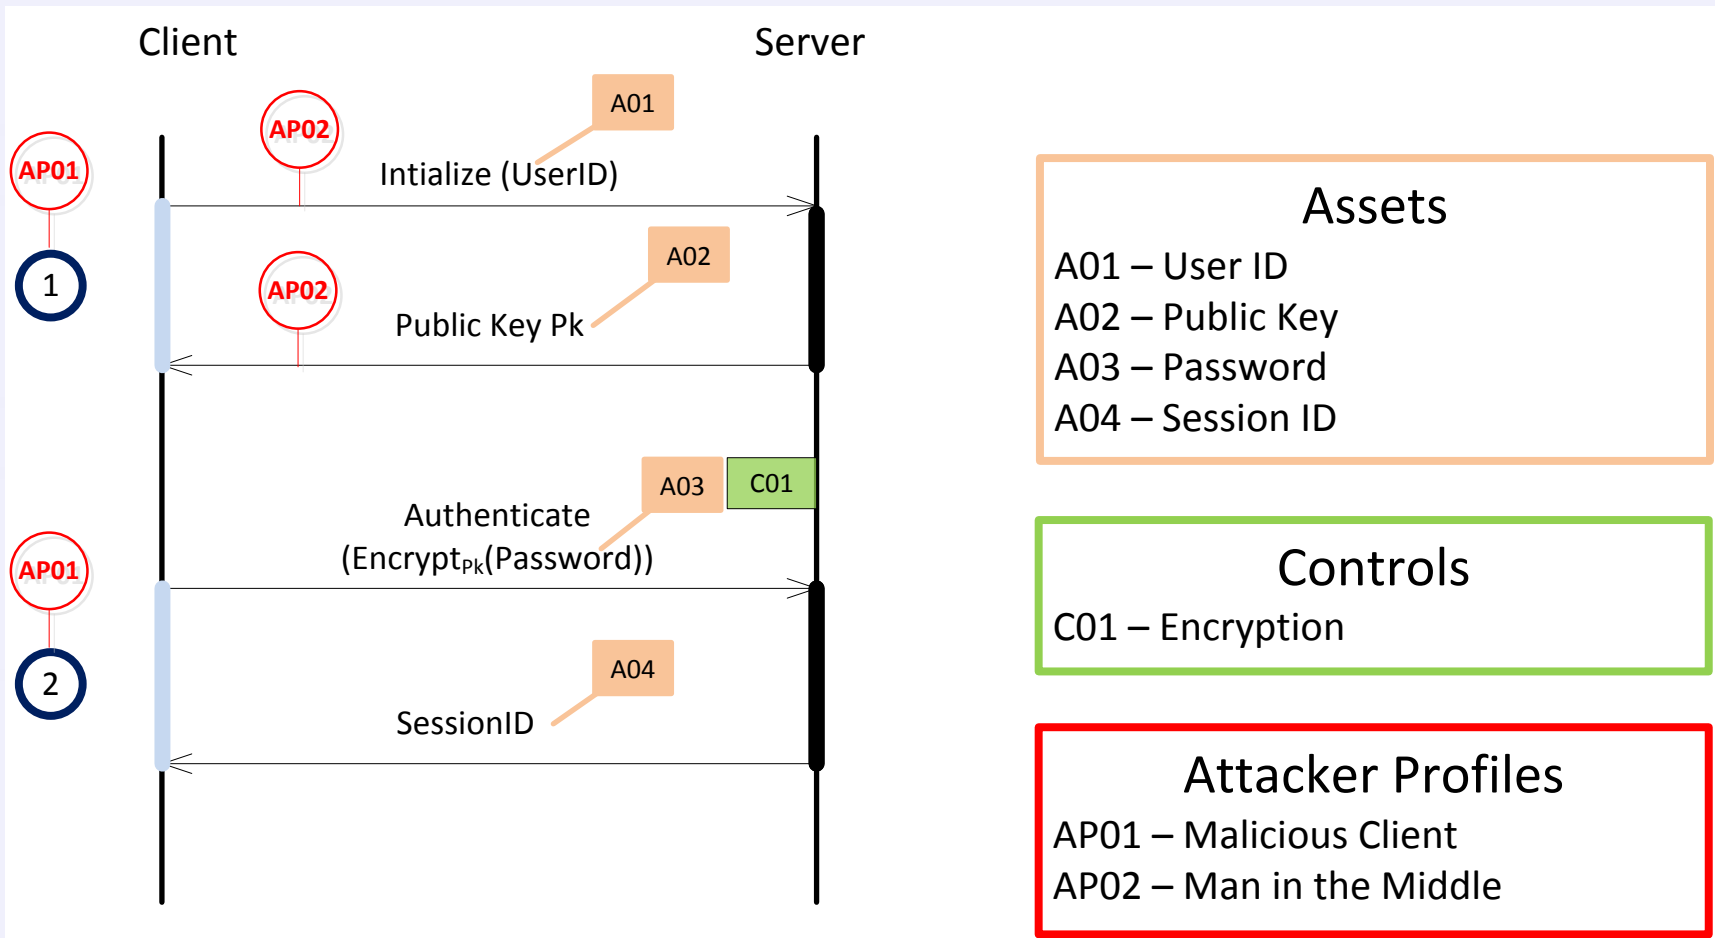 Client
Server
A01
AP02
AP01
Intialize (UserID)
A02
1
AP02
Public Key Pk
A03
C01
Authenticate
(EncryptPk(Password))
AP01
A04
2
SessionID
Assets
A01 – User ID
A02 – Public Key
A03 – Password
A04 – Session ID
Controls
C01 – Encryption
Attacker Profiles
AP01 – Malicious Client
AP02 – Man in the Middle